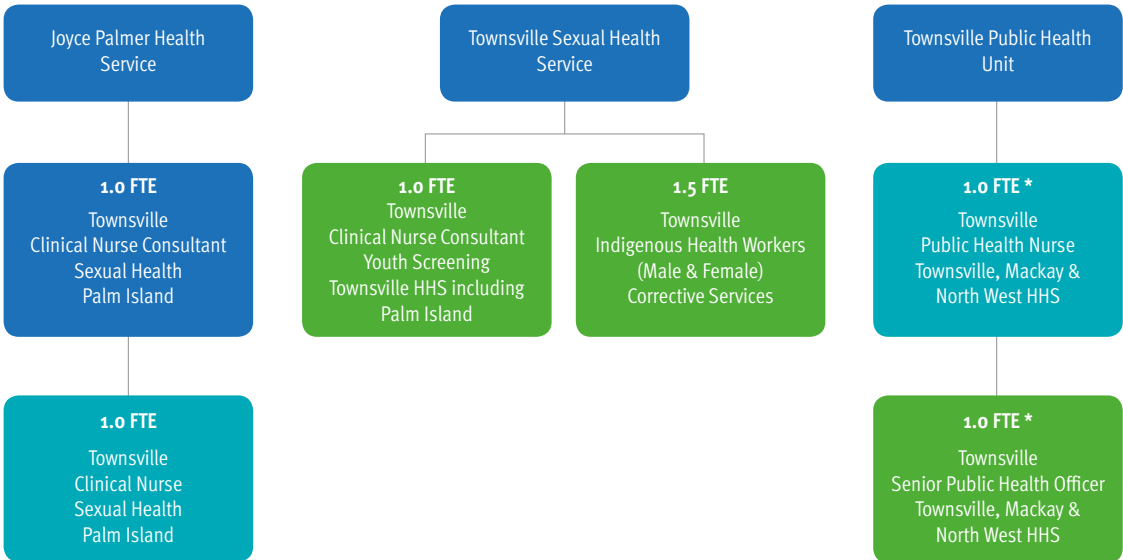 Joyce Palmer Health
Service
Townsville Sexual Health
Service
Townsville Public Health
Unit
1.0 FTE
Townsville
Clinical Nurse Consultant
Sexual Health
Palm Island
1.0 FTE
Townsville
Clinical Nurse Consultant
Youth Screening
Townsville HHS including
Palm Island
1.5 FTE
Townsville
Indigenous Health Workers
(Male & Female)
Corrective Services
1.0 FTE *
Townsville
Public Health Nurse
Townsville, Mackay &
North West HHS
1.0 FTE
Townsville
Clinical Nurse
Sexual Health
Palm Island
1.0 FTE *
Townsville
Senior Public Health Officer
Townsville, Mackay &
North West HHS